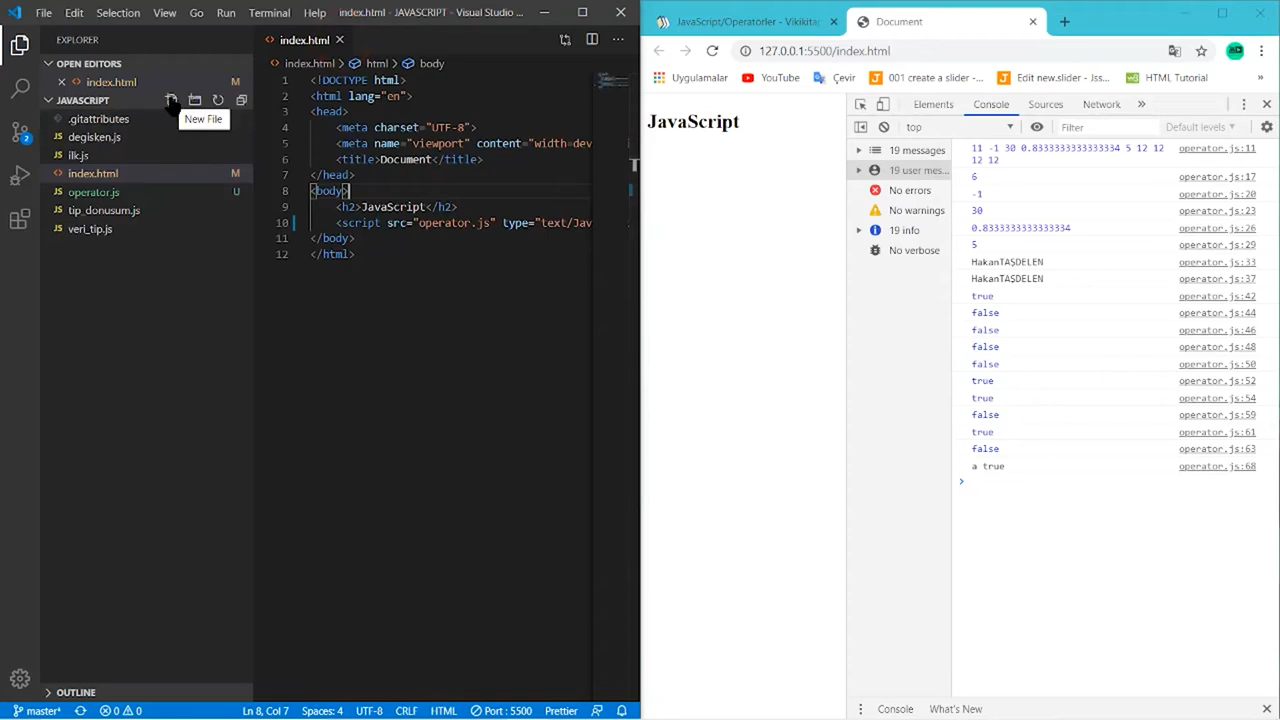 File Edit Selection View Go Run Terminal Help index.html - JAVASCRIPT - Visual Studio ...
EXPLOR
OPEN EDITORS
index.html M
JAVASCRIPT
New File
.gitattributes
degisken.js
ilk.js
index.html M
operator.js U
tip_donusum.js
veri_tip.js
OUTLINE
2
index.html
index.html > html > body
1 <!DOCTYPE html>
2 <html lang="en">
3 <head>
4 <meta charset="UTF-8">
5 <meta name="viewport" content="width=dev
6 <title>Document</title>
7 </head>
8 <body>
9 <h2>JavaScript</h2>
10 <script src="operator.js" type="text/Jav
11 </body>
12 </html>
master* 0 0 Ln 8, Col 7 Spaces: 4 UTF-8 CRLF HTML Port : 5500 Prettier
JavaScript/Operatörler - Vikikita Document
127.0.0.1:5500/index.html
Uygulamalar YouTube Çevir 001 create a slider -... Edit new.slider - Jss... HTML Tutorial »
JavaScript
Elements Console Sources Network »
top Filter Default levels
19 messages
19 user mes...
No errors
No warnings
19 info
No verbose
11 -1 30 0.8333333333333334 5 12 12 operator.js:11
12 12
6 operator.js:17
-1 operator.js:20
30 operator.js:23
0.8333333333333334 operator.js:26
5 operator.js:29
HakanTAŞDELEN operator.js:33
HakanTAŞDELEN operator.js:37
true operator.js:42
false operator.js:44
false operator.js:46
false operator.js:48
false operator.js:50
true operator.js:52
true operator.js:54
false operator.js:59
true operator.js:61
false operator.js:63
a true operator.js:68
Console What's New